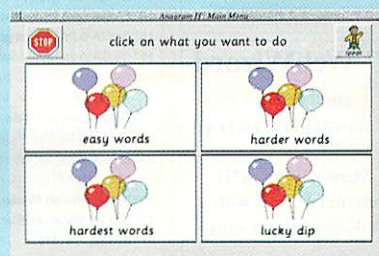 Anagram IT: Main Menu
STOP
click on what you want to do
easy words
harder words
hardest words
lucky dip